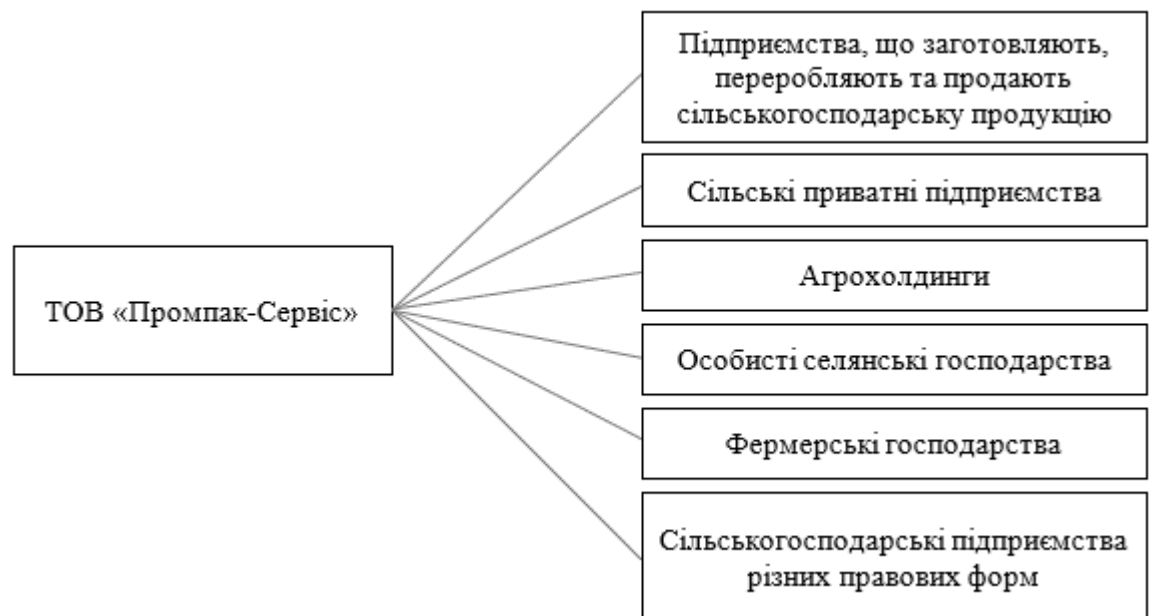 Підприємства, що заготовляють,
переробляють та продають
сільськогосподарську продукцію
Сільські приватні підприємства
Агрохолдинги
ТОВ «Промпак-Сервіс»
Особисті селянські господарства
Фермерські господарства
Сільськогосподарські підприємства
різних правових форм